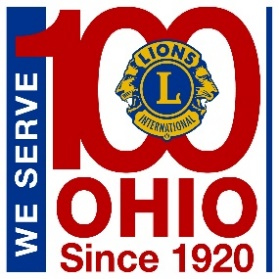 WE SERVE
100
LIONS
L
INTERNATIONAL
OHIO
Since 1920